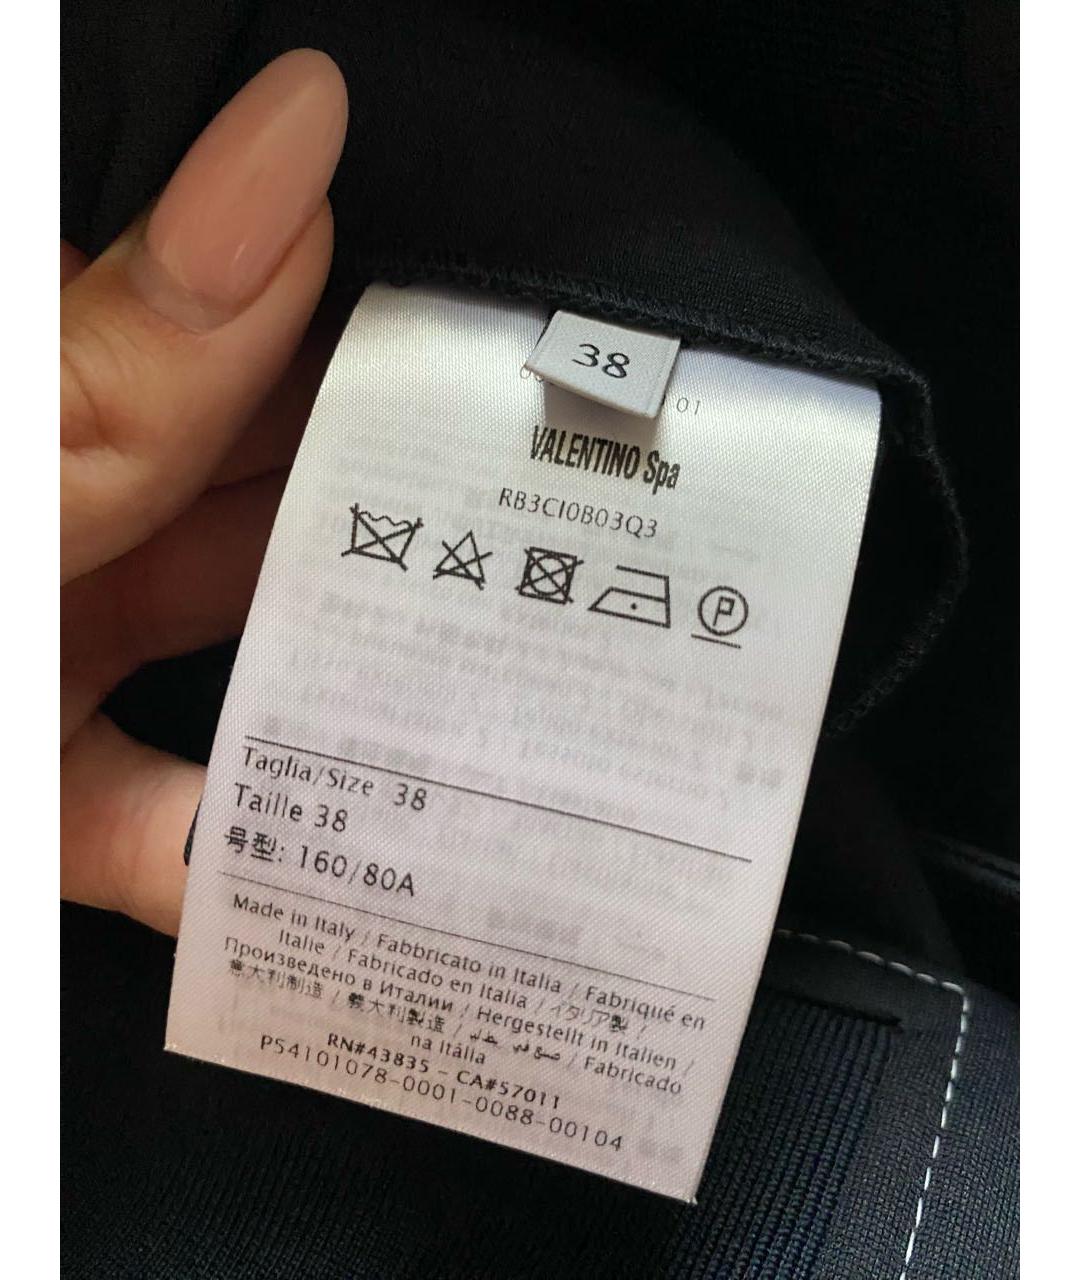 38
01
VALENTINO Spa
RB3CI0B03Q3
P
Taglia/Size 38
Taille 38
号型: 160/80A
Made in Italy / Fabbricato in Italia / Fabriqué en
Italie / Fabricado en Italia / イタリア製 /
Произведено в Италии / Hergestellt in Italien /
意大利制造 / 義大利製造 / صنع في / Fabricado
na Itália
RN#43835 – CA#57011
P54101078-0001-0088-00104